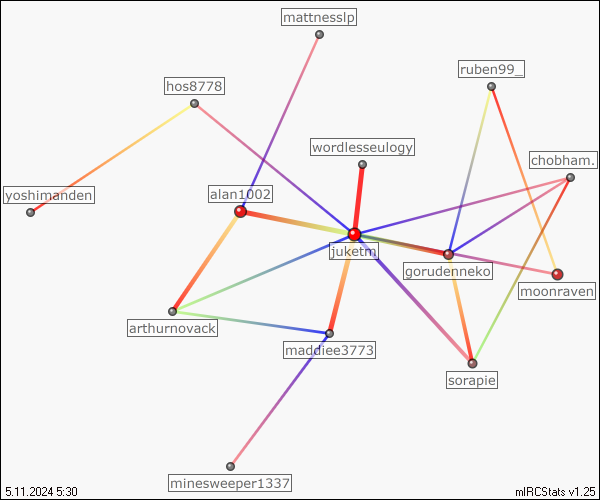 mattnesslp
ruben99_
hos8778
wordlesseulogy
chobham.
yoshimanden
alan1002
juketm
gorudenneko
moonraven
arthurnovack
maddiee3773
sorapie
minesweeper1337
5.11.2024 5:30
mIRCStats v1.25